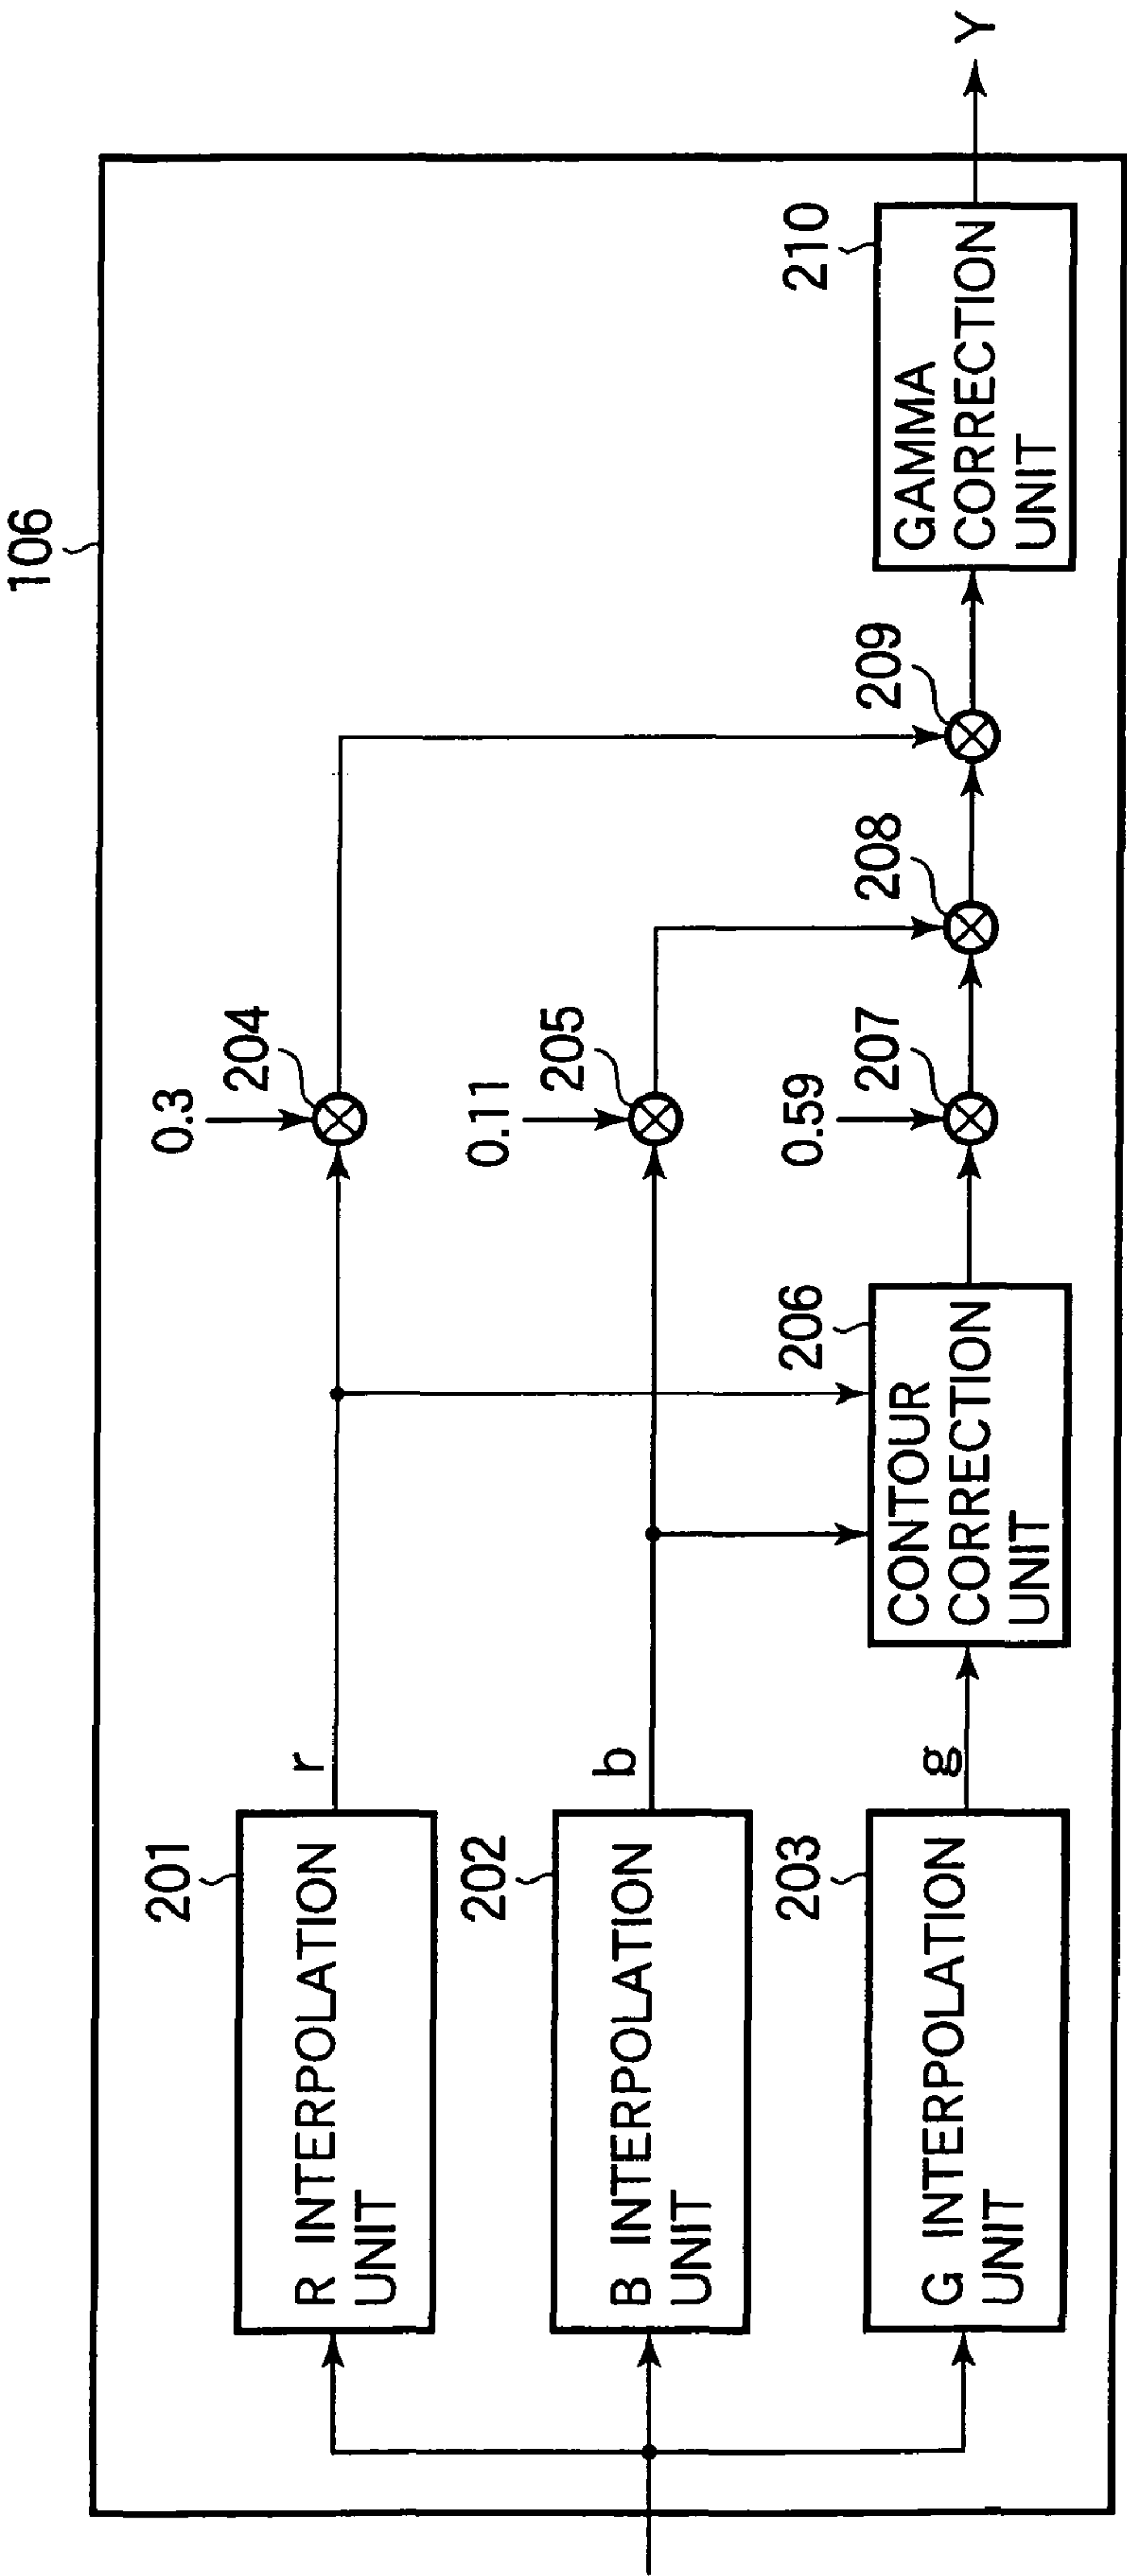 106
201
R INTERPOLATION
UNIT
r
0.3
204
202
B INTERPOLATION
UNIT
b
0.11
205
203
G INTERPOLATION
UNIT
g
206
CONTOUR
CORRECTION
UNIT
0.59
207
208
209
210
GAMMA
CORRECTION
UNIT
Y